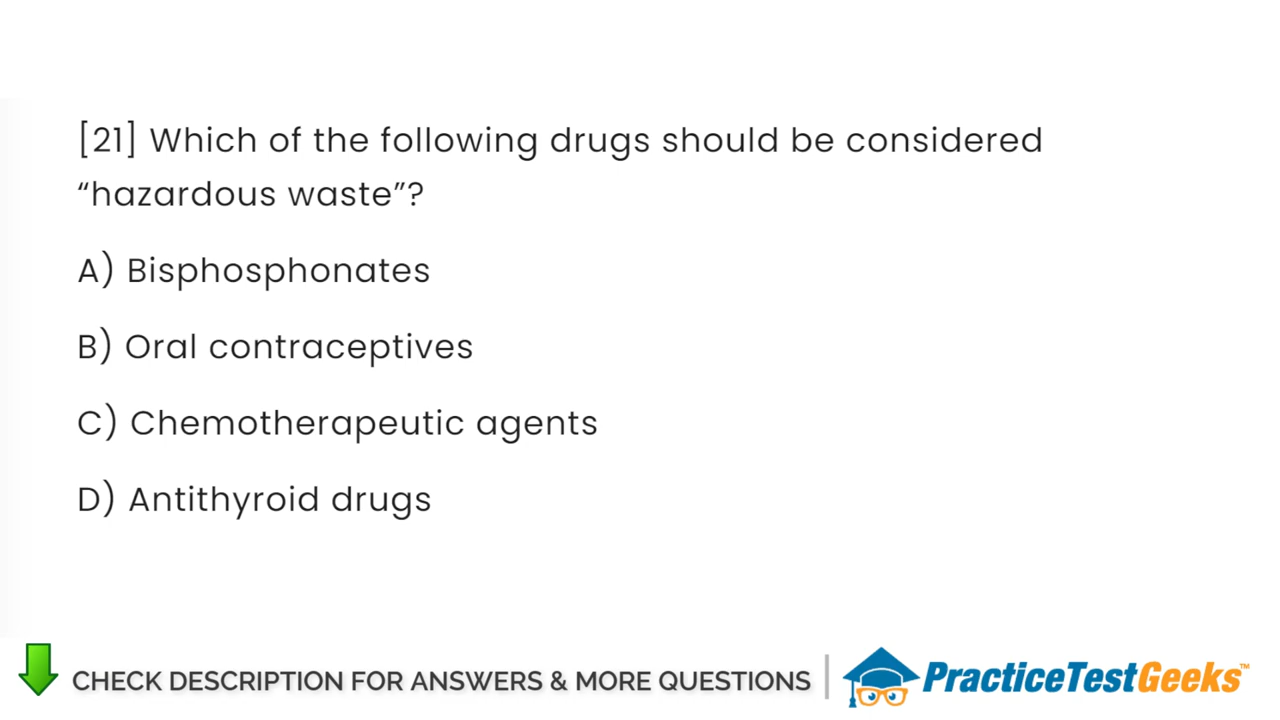 [21] Which of the following drugs should be considered
“hazardous waste”?
A) Bisphosphonates
B) Oral contraceptives
C) Chemotherapeutic agents
D) Antithyroid drugs
CHECK DESCRIPTION FOR ANSWERS & MORE QUESTIONS
PracticeTestGeeks™